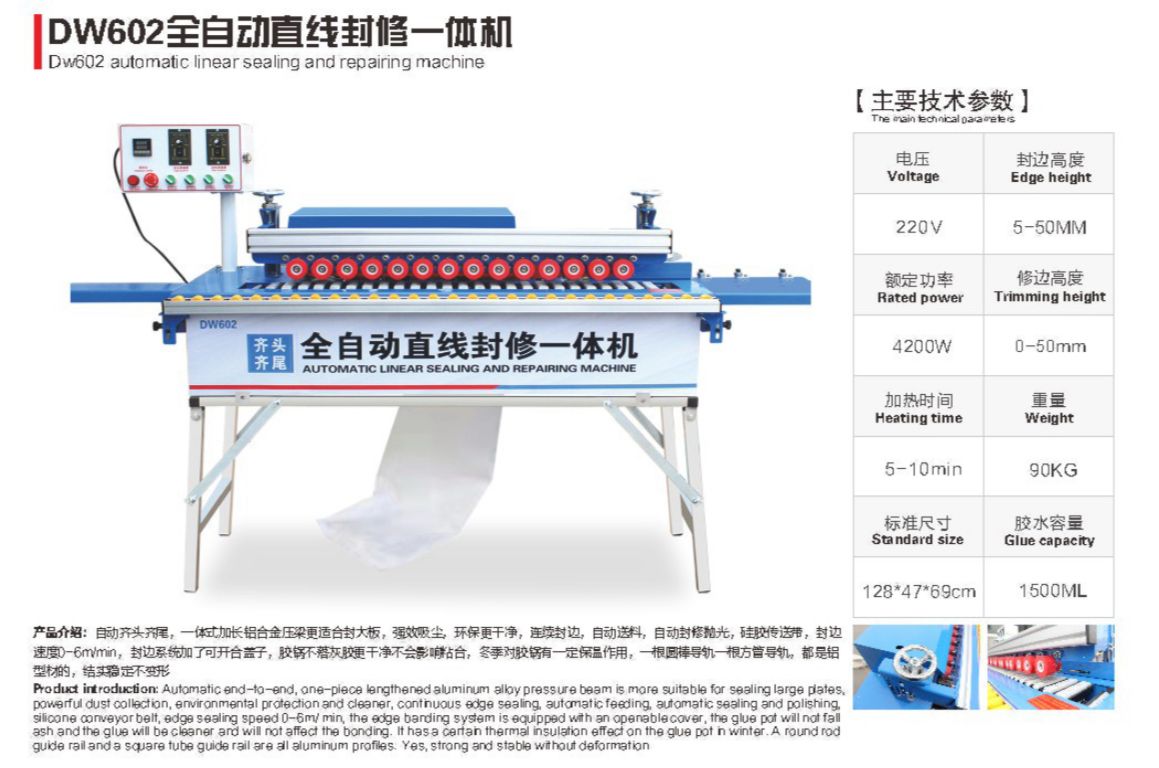 DW602全自动直线封修一体机
Dw602 automatic linear sealing and repairing machine
【主要技术参数】
The main technical parameters
电压
Voltage
封边高度
Edge height
220V
5-50MM
额定功率
Rated power
修边高度
Trimming height
4200W
0-50mm
加热时间
Heating time
重量
Weight
5-10min
90KG
标准尺寸
Standard size
胶水容量
Glue capacity
128*47*69cm
1500ML
DW602
齐头
齐尾
全自动直线封修一体机
AUTOMATIC LINEAR SEALING AND REPAIRING MACHINE
产品介绍：自动齐头齐尾，一体式加长铝合金压梁更适合封大板，强效吸尘，环保更干净，连续封边，自动送料，自动封修抛光，硅胶传送带，封边
速度0-6m/min，封边系统加了可开合盖子，胶锅不落灰胶更干净不会影响粘合，冬季对胶锅有一定保温作用，一根圆棒导轨一根方管导轨，都是铝
型材的，结实稳定不变形
Product introduction: Automatic end-to-end, one-piece lengthened aluminum alloy pressure beam is more suitable for sealing large plates,
powerful dust collection, environmental protection and cleaner, continuous edge sealing, automatic feeding, automatic sealing and polishing,
silicone conveyor belt, edge sealing speed 0-6m/ min, the edge banding system is equipped with an openable cover, the glue pot will not fall
ash and the glue will be cleaner and will not affect the bonding. It has a certain thermal insulation effect on the glue pot in winter. A round rod
guide rail and a square tube guide rail are all aluminum profiles. Yes, strong and stable without deformation